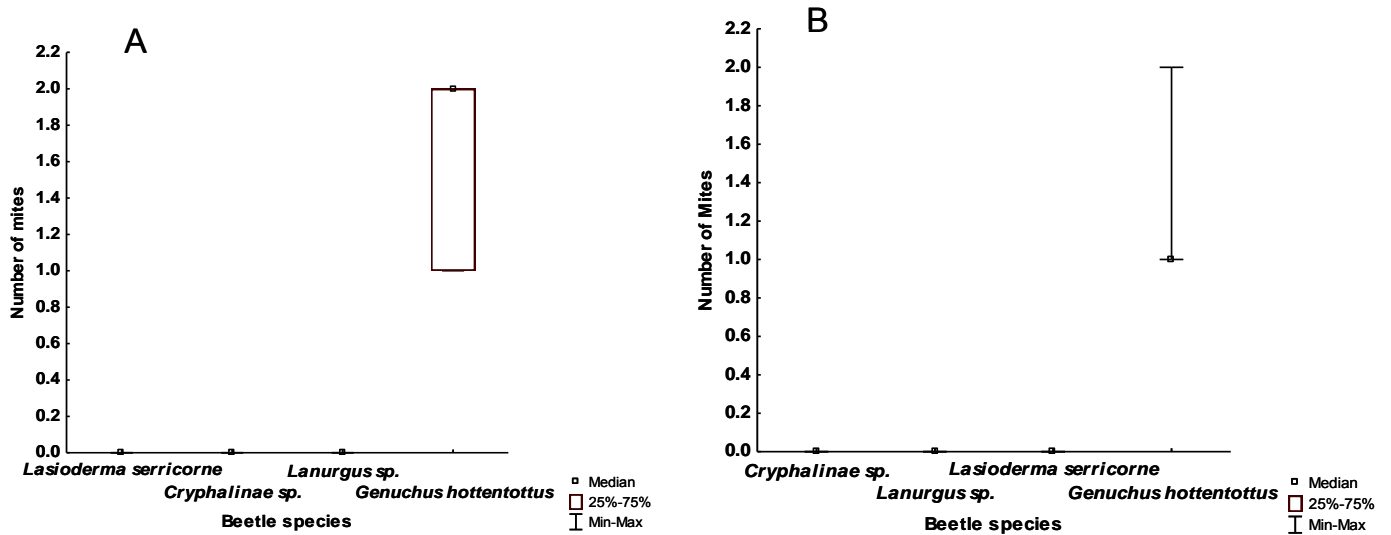 A
2.2
2.0
1.8
1.6
1.4
1.2
1.0
0.8
0.6
0.4
0.2
0.0
Number of mites
Lasioderma serricorne
Cryphalinae sp.
Lanurgus sp.
Genuchus hottentottus
Beetle species
Median
25%-75%
Min-Max
B
2.2
2.0
1.8
1.6
1.4
1.2
1.0
0.8
0.6
0.4
0.2
0.0
Number of Mites
Cryphalinae sp.
Lanurgus sp.
Lasioderma serricorne
Genuchus hottentottus
Beetle species
Median
25%-75%
Min-Max